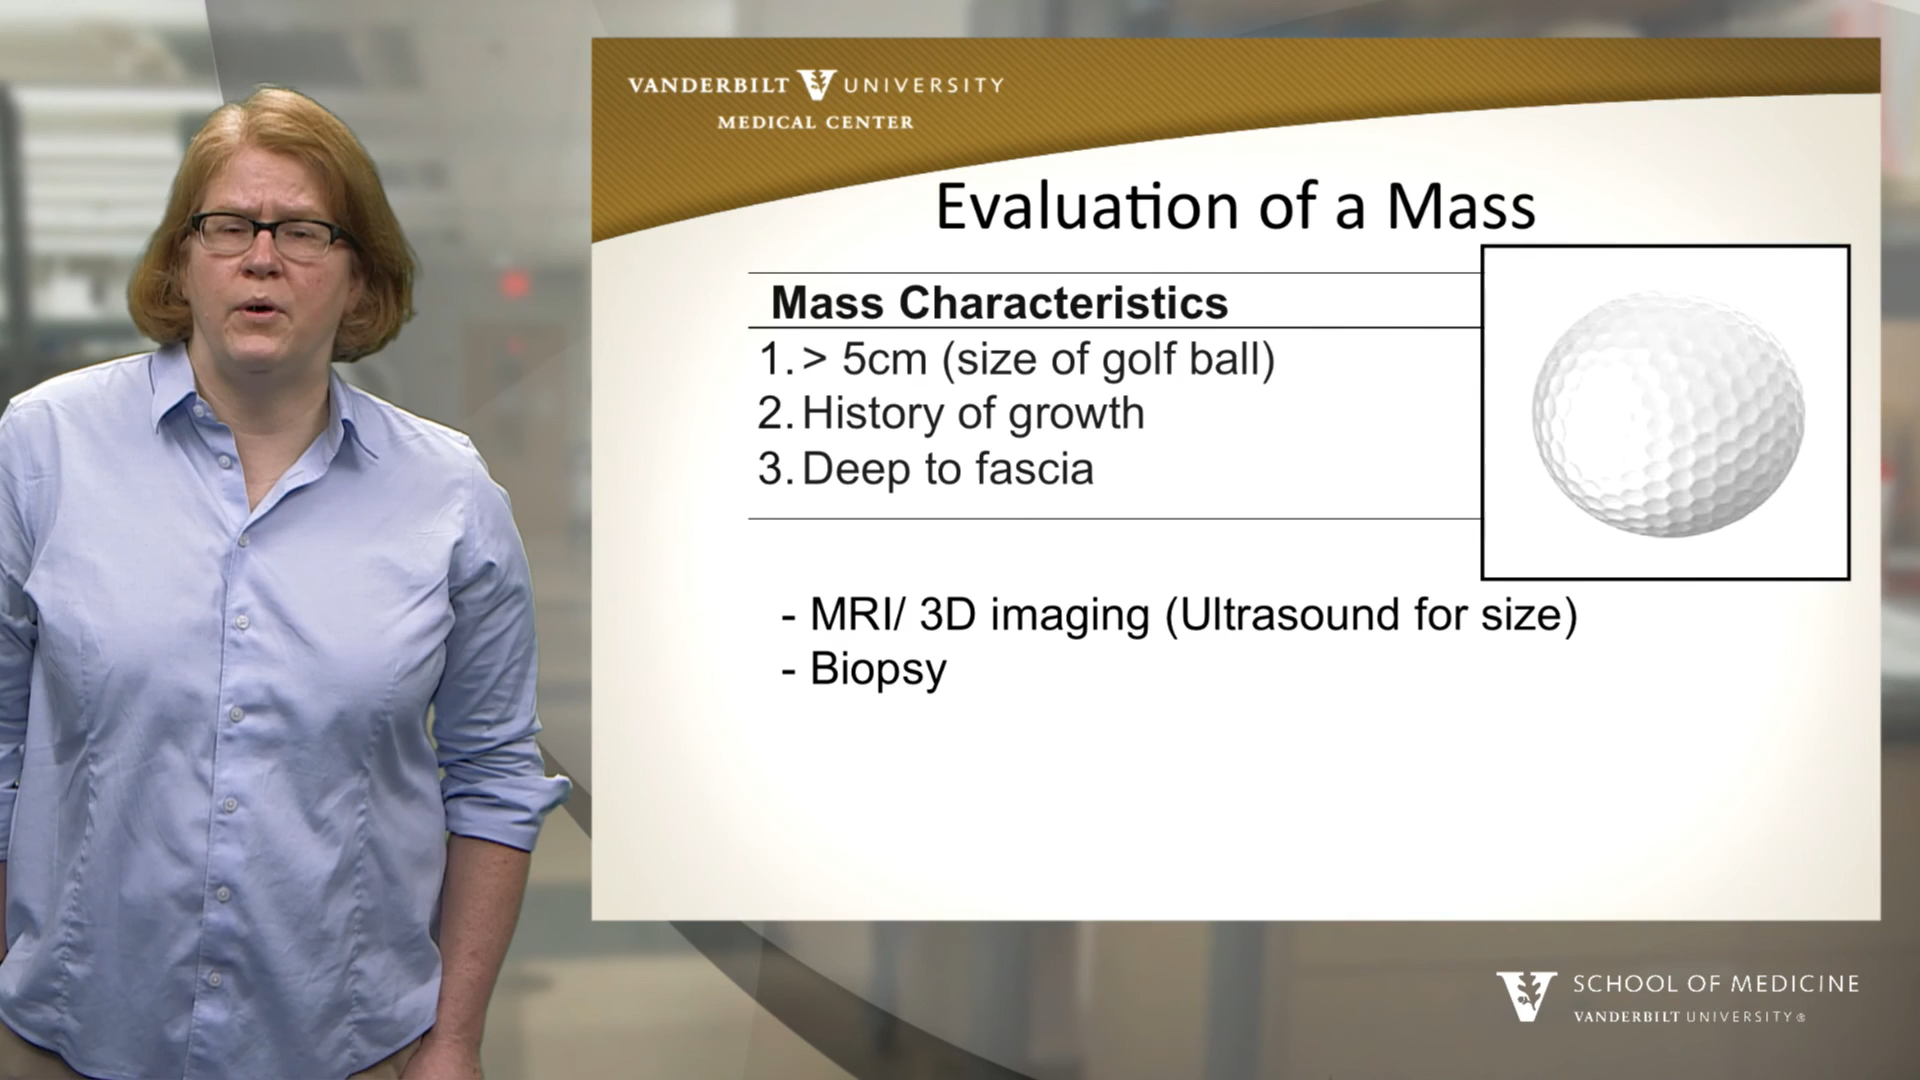 VANDERBILT V UNIVERSITY
MEDICAL CENTER
Evaluation of a Mass
Mass Characteristics
1. > 5cm (size of golf ball)
2. History of growth
3. Deep to fascia
- MRI/ 3D imaging (Ultrasound for size)
- Biopsy
V SCHOOL OF MEDICINE
VANDERBILT UNIVERSITY®